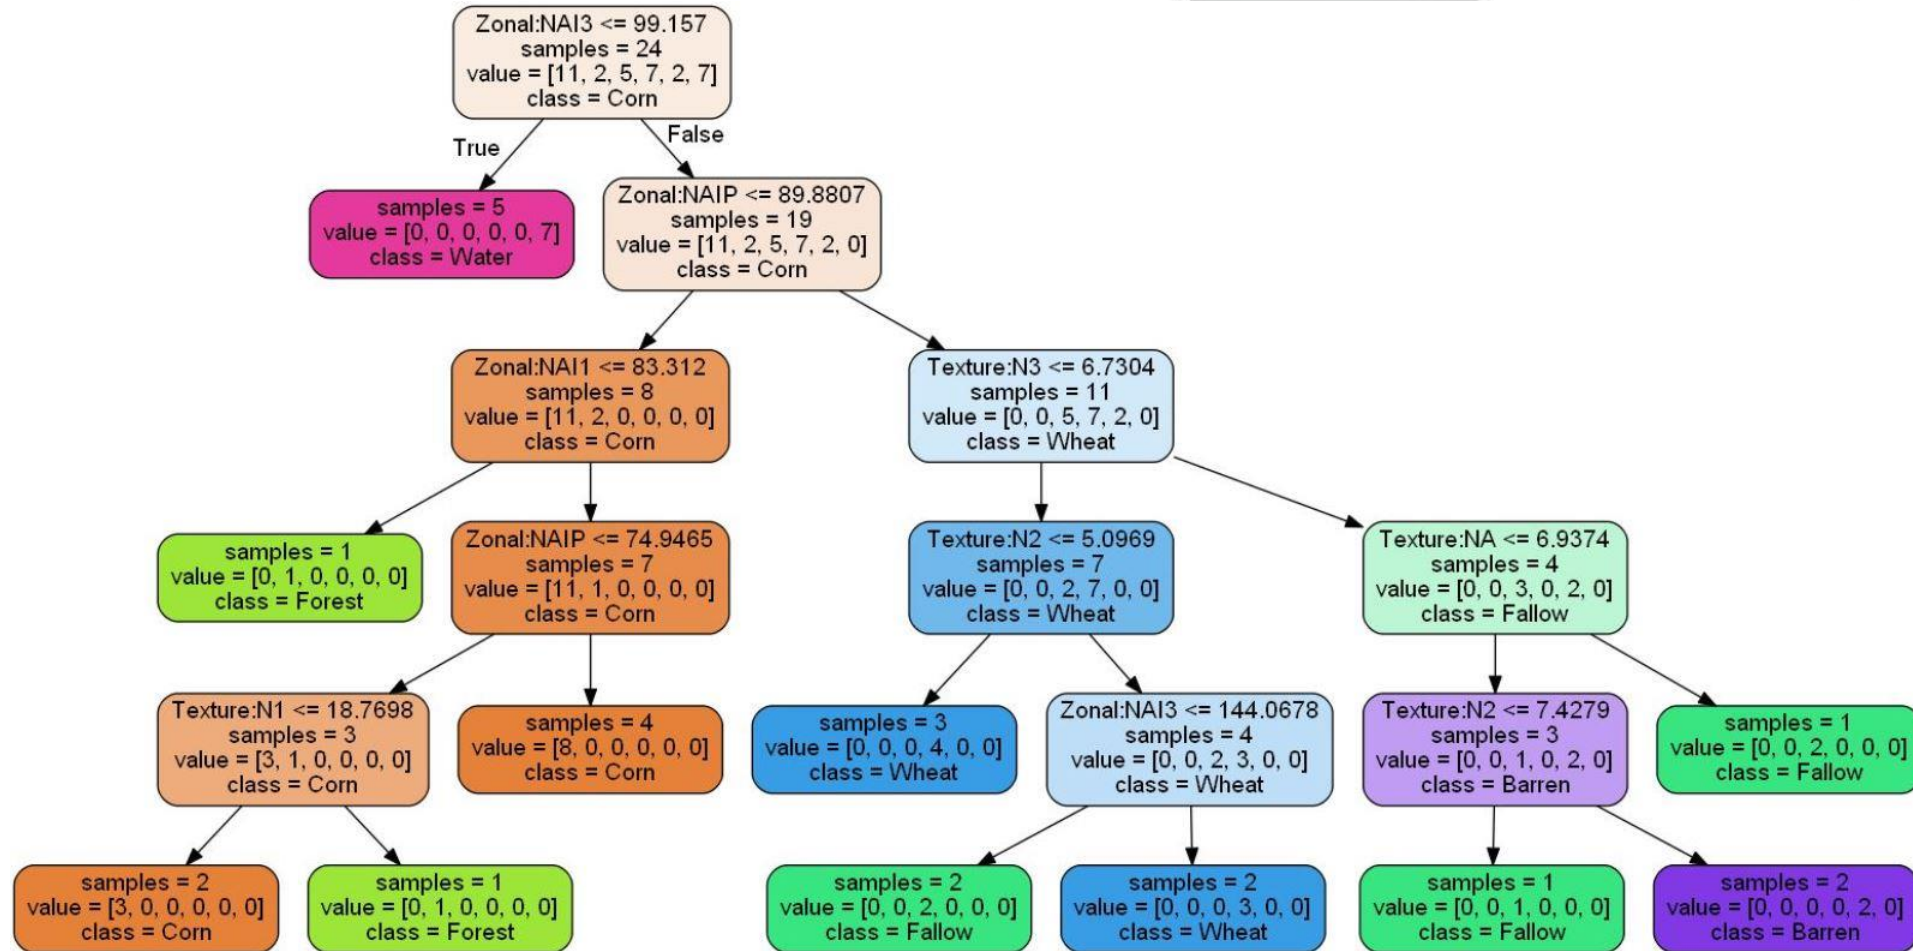 Zonal:NAI3 <= 99.157
samples = 24
value = [11, 2, 5, 7, 2, 7]
class = Corn
True
False
samples = 5
value = [0, 0, 0, 0, 0, 7]
class = Water
Zonal:NAIP <= 89.8807
samples = 19
value = [11, 2, 5, 7, 2, 0]
class = Corn
Zonal:NAI1 <= 83.312
samples = 8
value = [11, 2, 0, 0, 0, 0]
class = Corn
Texture:N3 <= 6.7304
samples = 11
value = [0, 0, 5, 7, 2, 0]
class = Wheat
samples = 1
value = [0, 1, 0, 0, 0, 0]
class = Forest
Zonal:NAIP <= 74.9465
samples = 7
value = [11, 1, 0, 0, 0, 0]
class = Corn
Texture:N2 <= 5.0969
samples = 7
value = [0, 0, 2, 7, 0, 0]
class = Wheat
Texture:NA <= 6.9374
samples = 4
value = [0, 0, 3, 0, 2, 0]
class = Fallow
Texture:N1 <= 18.7698
samples = 3
value = [3, 1, 0, 0, 0, 0]
class = Corn
samples = 4
value = [8, 0, 0, 0, 0, 0]
class = Corn
samples = 3
value = [0, 0, 0, 4, 0, 0]
class = Wheat
Zonal:NAI3 <= 144.0678
samples = 4
value = [0, 0, 2, 3, 0, 0]
class = Wheat
Texture:N2 <= 7.4279
samples = 3
value = [0, 0, 1, 0, 2, 0]
class = Barren
samples = 1
value = [0, 0, 2, 0, 0, 0]
class = Fallow
samples = 2
value = [3, 0, 0, 0, 0, 0]
class = Corn
samples = 1
value = [0, 1, 0, 0, 0, 0]
class = Forest
samples = 2
value = [0, 0, 2, 0, 0, 0]
class = Fallow
samples = 2
value = [0, 0, 0, 3, 0, 0]
class = Wheat
samples = 1
value = [0, 0, 1, 0, 0, 0]
class = Fallow
samples = 2
value = [0, 0, 0, 0, 2, 0]
class = Barren